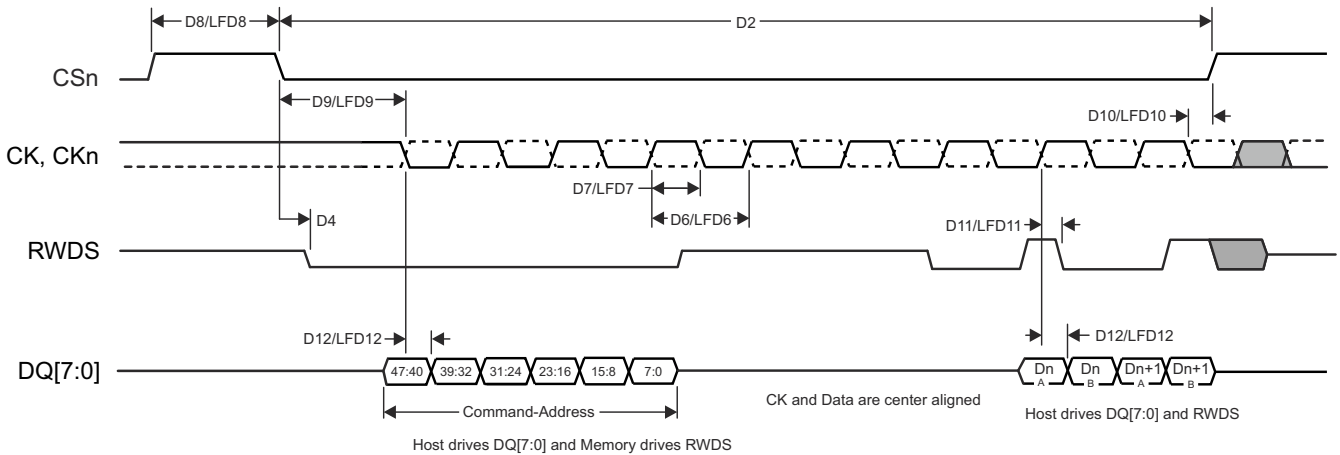 D8/LFD8
D2
CSn
D9/LFD9
D10/LFD10
CK, CKn
D7/LFD7
D4
D6/LFD6
D11/LFD11
RWDS
D12/LFD12
D12/LFD12
DQ[7:0]
47:40 39:32 31:24 23:16 15:8 7:0
Dn A Dn B Dn+1 A Dn+1 B
Command-Address
CK and Data are center aligned
Host drives DQ[7:0] and RWDS
Host drives DQ[7:0] and Memory drives RWDS